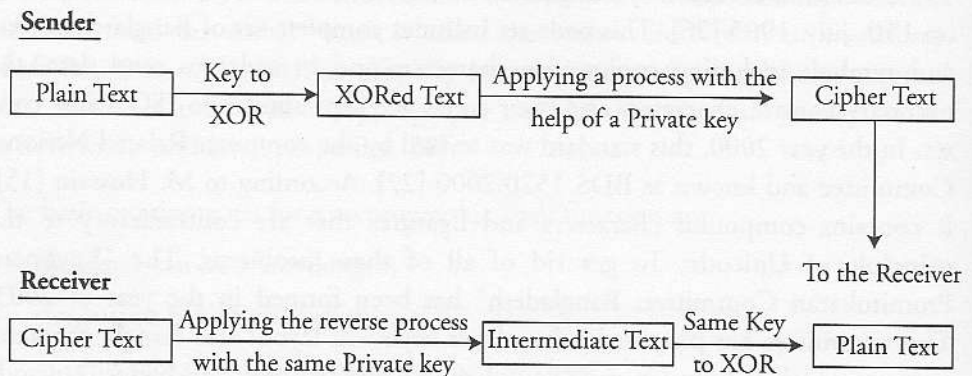 Sender
Plain Text
Key to
XOR
XORed Text
Applying a process with the
help of a Private key
Cipher Text
To the Receiver
Receiver
Cipher Text
Applying the reverse process
with the same Private key
Intermediate Text
Same Key
to XOR
Plain Text